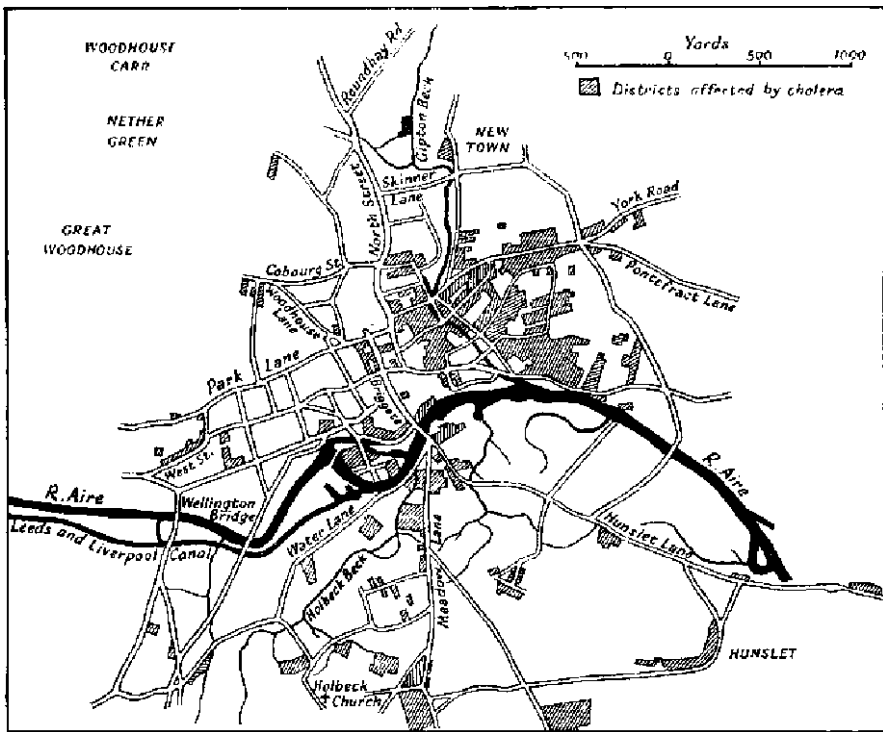 WOODHOUSE
CARR
NETHER
GREEN
GREAT
WOODHOUSE
Yards
500 0 500 1000
Districts affected by cholera
Roundhay Rd
Gipton Beck
NEW
TOWN
Skinner
Lane
North Street
York Road
Pontefract Lane
Cobourg St.
Woodhouse
Lane
Park Lane
Briggate
West St.
R. Aire
Wellington
Bridge
Leeds and Liverpool Canal
Water Lane
Holbeck Beck
Meadow Lane
R. Aire
Hunslet Lane
HUNSLET
Holbeck
Church